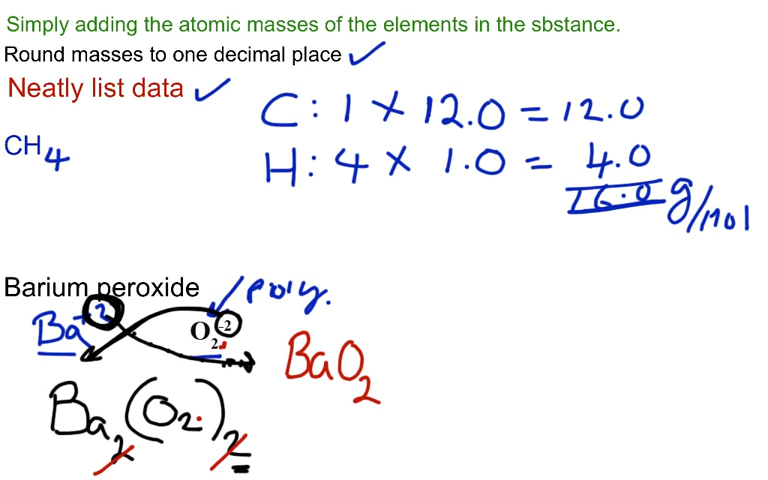 Simply adding the atomic masses of the elements in the sbstance.
Round masses to one decimal place ✓
Neatly list data ✓
C: 1 × 12.0 = 12.0
CH₄
H: 4 × 1.0 = 4.0
16.0 g/mol
Barium peroxide
poly.
Ba⁺² O₂⁻²
BaO₂
Ba₂(O₂)₂